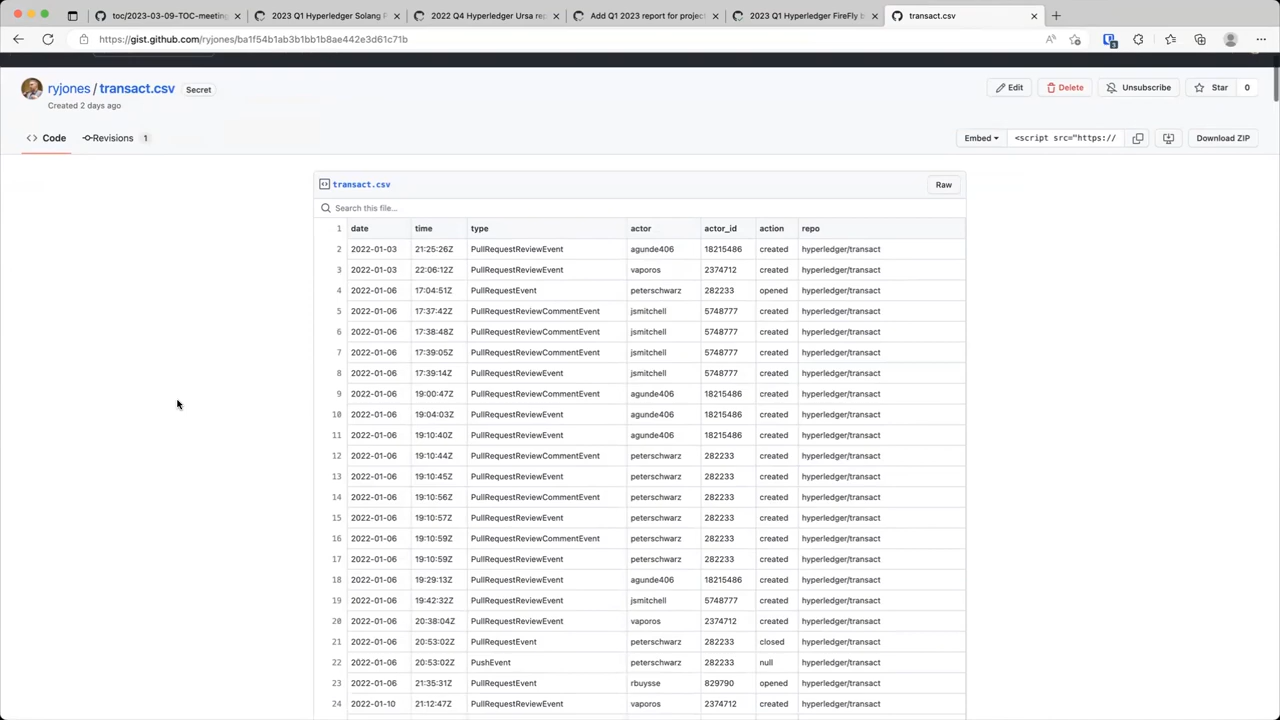 toc/2023-03-09-TOC-meeting
2023 Q1 Hyperledger Solang P
2022 Q4 Hyperledger Ursa rep
Add Q1 2023 report for project
2023 Q1 Hyperledger FireFly b
transact.csv
https://gist.github.com/ryjones/ba1f54b1ab3b1bb1b8ae442e3d61c71b
ryjones / transact.csv Secret
Edit Delete Unsubscribe Star 0
Created 2 days ago
Code Revisions 1
Embed <script src="https:// Download ZIP
transact.csv Raw
Search this file...
1 date time type actor actor_id action repo
2 2022-01-03 21:25:26Z PullRequestReviewEvent agunde406 18215486 created hyperledger/transact
3 2022-01-03 22:06:12Z PullRequestReviewEvent vaporos 2374712 created hyperledger/transact
4 2022-01-06 17:04:51Z PullRequestEvent peterschwarz 282233 opened hyperledger/transact
5 2022-01-06 17:37:42Z PullRequestReviewCommentEvent jsmitchell 5748777 created hyperledger/transact
6 2022-01-06 17:38:48Z PullRequestReviewCommentEvent jsmitchell 5748777 created hyperledger/transact
7 2022-01-06 17:39:05Z PullRequestReviewCommentEvent jsmitchell 5748777 created hyperledger/transact
8 2022-01-06 17:39:14Z PullRequestReviewEvent jsmitchell 5748777 created hyperledger/transact
9 2022-01-06 19:00:47Z PullRequestReviewCommentEvent agunde406 18215486 created hyperledger/transact
10 2022-01-06 19:04:03Z PullRequestReviewEvent agunde406 18215486 created hyperledger/transact
11 2022-01-06 19:10:40Z PullRequestReviewEvent agunde406 18215486 created hyperledger/transact
12 2022-01-06 19:10:44Z PullRequestReviewCommentEvent peterschwarz 282233 created hyperledger/transact
13 2022-01-06 19:10:45Z PullRequestReviewEvent peterschwarz 282233 created hyperledger/transact
14 2022-01-06 19:10:56Z PullRequestReviewCommentEvent peterschwarz 282233 created hyperledger/transact
15 2022-01-06 19:10:57Z PullRequestReviewEvent peterschwarz 282233 created hyperledger/transact
16 2022-01-06 19:10:59Z PullRequestReviewCommentEvent peterschwarz 282233 created hyperledger/transact
17 2022-01-06 19:10:59Z PullRequestReviewEvent peterschwarz 282233 created hyperledger/transact
18 2022-01-06 19:29:13Z PullRequestReviewEvent agunde406 18215486 created hyperledger/transact
19 2022-01-06 19:42:32Z PullRequestReviewEvent jsmitchell 5748777 created hyperledger/transact
20 2022-01-06 20:38:04Z PullRequestReviewEvent vaporos 2374712 created hyperledger/transact
21 2022-01-06 20:53:02Z PullRequestEvent peterschwarz 282233 closed hyperledger/transact
22 2022-01-06 20:53:02Z PushEvent peterschwarz 282233 null hyperledger/transact
23 2022-01-06 21:35:31Z PullRequestEvent rbuysse 829790 opened hyperledger/transact
24 2022-01-10 21:12:47Z PullRequestReviewEvent vaporos 2374712 created hyperledger/transact